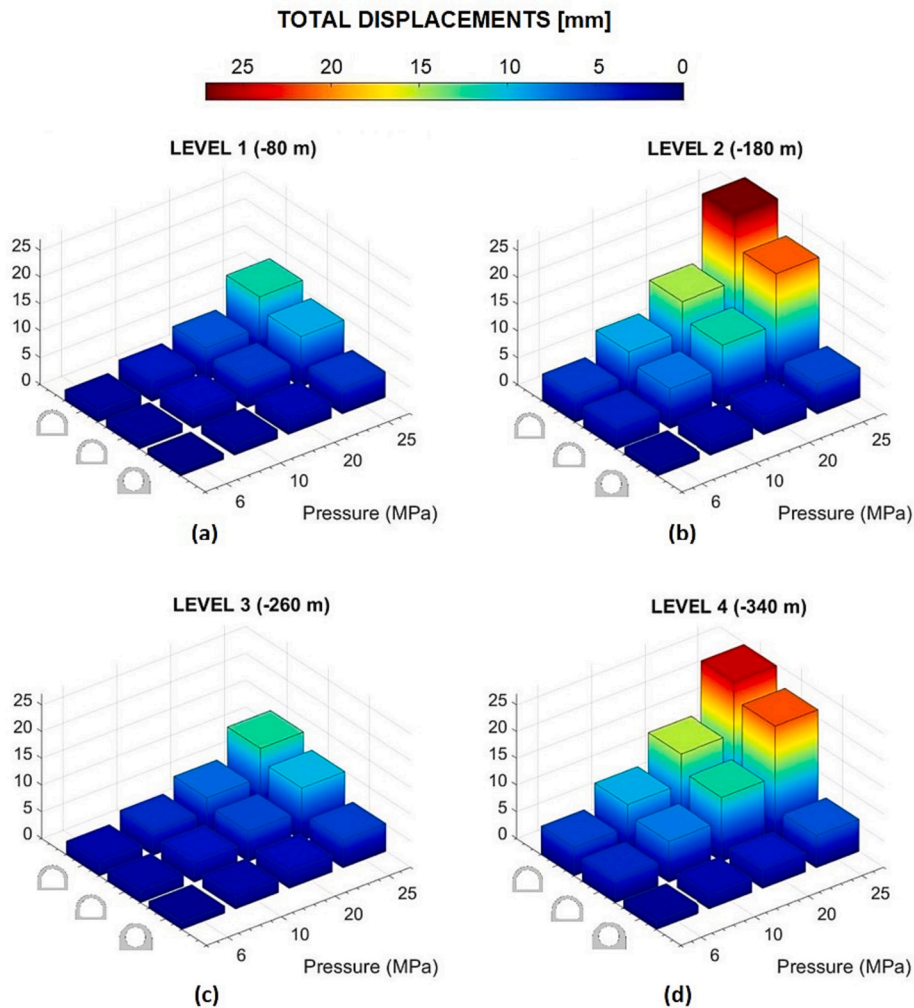 TOTAL DISPLACEMENTS [mm]
25 20 15 10 5 0
LEVEL 1 (-80 m)
25
20
15
10
5
0
6
10
20
25
Pressure (MPa)
(a)
LEVEL 2 (-180 m)
25
20
15
10
5
0
6
10
20
25
Pressure (MPa)
(b)
LEVEL 3 (-260 m)
25
20
15
10
5
0
6
10
20
25
Pressure (MPa)
(c)
LEVEL 4 (-340 m)
25
20
15
10
5
0
6
10
20
25
Pressure (MPa)
(d)